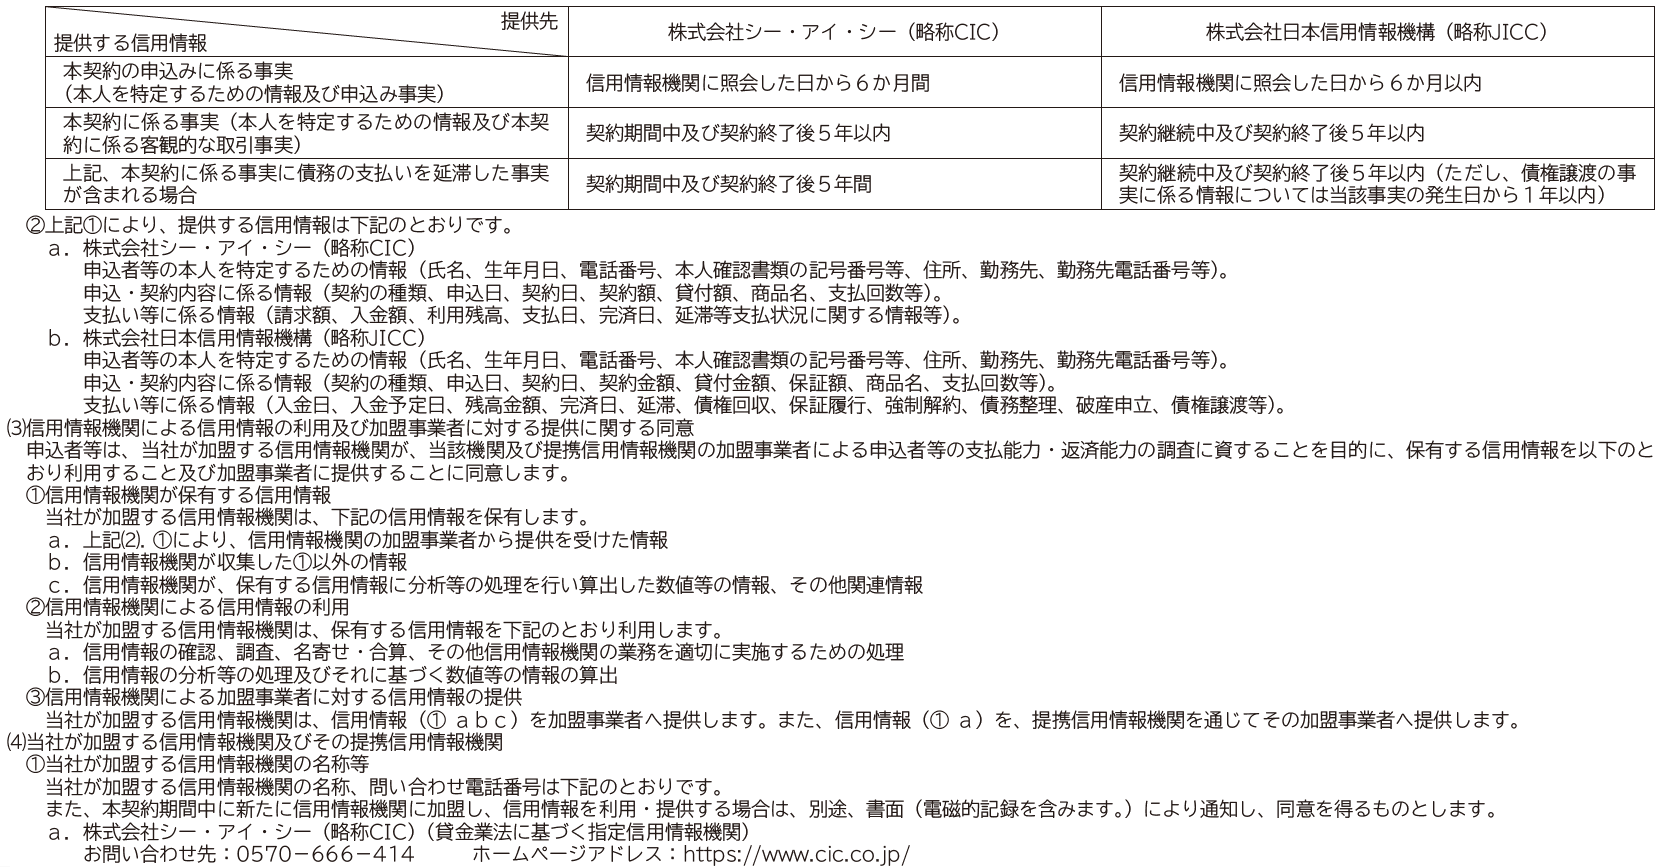 提供先
提供する信用情報
株式会社シー・アイ・シー（略称CIC）
株式会社日本信用情報機構（略称JICC）
本契約の申込みに係る事実
（本人を特定するための情報及び申込み事実）
信用情報機関に照会した日から６か月間
信用情報機関に照会した日から６か月以内
本契約に係る事実（本人を特定するための情報及び本契
約に係る客観的な取引事実）
契約期間中及び契約終了後５年以内
契約継続中及び契約終了後５年以内
上記、本契約に係る事実に債務の支払いを延滞した事実
が含まれる場合
契約期間中及び契約終了後５年間
契約継続中及び契約終了後５年以内（ただし、債権譲渡の事
実に係る情報については当該事実の発生日から１年以内）
②上記①により、提供する信用情報は下記のとおりです。
ａ．株式会社シー・アイ・シー（略称CIC）
申込者等の本人を特定するための情報（氏名、生年月日、電話番号、本人確認書類の記号番号等、住所、勤務先、勤務先電話番号等）。
申込・契約内容に係る情報（契約の種類、申込日、契約日、契約額、貸付額、商品名、支払回数等）。
支払い等に係る情報（請求額、入金額、利用残高、支払日、完済日、延滞等支払状況に関する情報等）。
ｂ．株式会社日本信用情報機構（略称JICC）
申込者等の本人を特定するための情報（氏名、生年月日、電話番号、本人確認書類の記号番号等、住所、勤務先、勤務先電話番号等）。
申込・契約内容に係る情報（契約の種類、申込日、契約日、契約金額、貸付金額、保証額、商品名、支払回数等）。
支払い等に係る情報（入金日、入金予定日、残高金額、完済日、延滞、債権回収、保証履行、強制解約、債務整理、破産申立、債権譲渡等）。
⑶信用情報機関による信用情報の利用及び加盟事業者に対する提供に関する同意
申込者等は、当社が加盟する信用情報機関が、当該機関及び提携信用情報機関の加盟事業者による申込者等の支払能力・返済能力の調査に資することを目的に、保有する信用情報を以下のと
おり利用すること及び加盟事業者に提供することに同意します。
①信用情報機関が保有する信用情報
当社が加盟する信用情報機関は、下記の信用情報を保有します。
ａ．上記⑵. ①により、信用情報機関の加盟事業者から提供を受けた情報
ｂ．信用情報機関が収集した①以外の情報
ｃ．信用情報機関が、保有する信用情報に分析等の処理を行い算出した数値等の情報、その他関連情報
②信用情報機関による信用情報の利用
当社が加盟する信用情報機関は、保有する信用情報を下記のとおり利用します。
ａ．信用情報の確認、調査、名寄せ・合算、その他信用情報機関の業務を適切に実施するための処理
ｂ．信用情報の分析等の処理及びそれに基づく数値等の情報の算出
③信用情報機関による加盟事業者に対する信用情報の提供
当社が加盟する信用情報機関は、信用情報（① ａｂｃ）を加盟事業者へ提供します。また、信用情報（① ａ）を、提携信用情報機関を通じてその加盟事業者へ提供します。
⑷当社が加盟する信用情報機関及びその提携信用情報機関
①当社が加盟する信用情報機関の名称等
当社が加盟する信用情報機関の名称、問い合わせ電話番号は下記のとおりです。
また、本契約期間中に新たに信用情報機関に加盟し、信用情報を利用・提供する場合は、別途、書面（電磁的記録を含みます。）により通知し、同意を得るものとします。
ａ．株式会社シー・アイ・シー（略称CIC）（貸金業法に基づく指定信用情報機関）
お問い合わせ先：0570－666－414　　　ホームページアドレス：https://www.cic.co.jp/